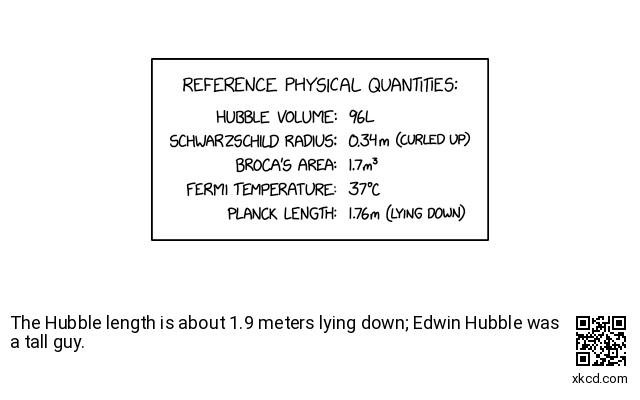 REFERENCE PHYSICAL QUANTITIES:
HUBBLE VOLUME: 96L
SCHWARZSCHILD RADIUS: 0.34m (CURLED UP)
BROCA'S AREA: 1.7m³
FERMI TEMPERATURE: 37°C
PLANCK LENGTH: 1.76m (LYING DOWN)
The Hubble length is about 1.9 meters lying down; Edwin Hubble was
a tall guy.
xkcd.com